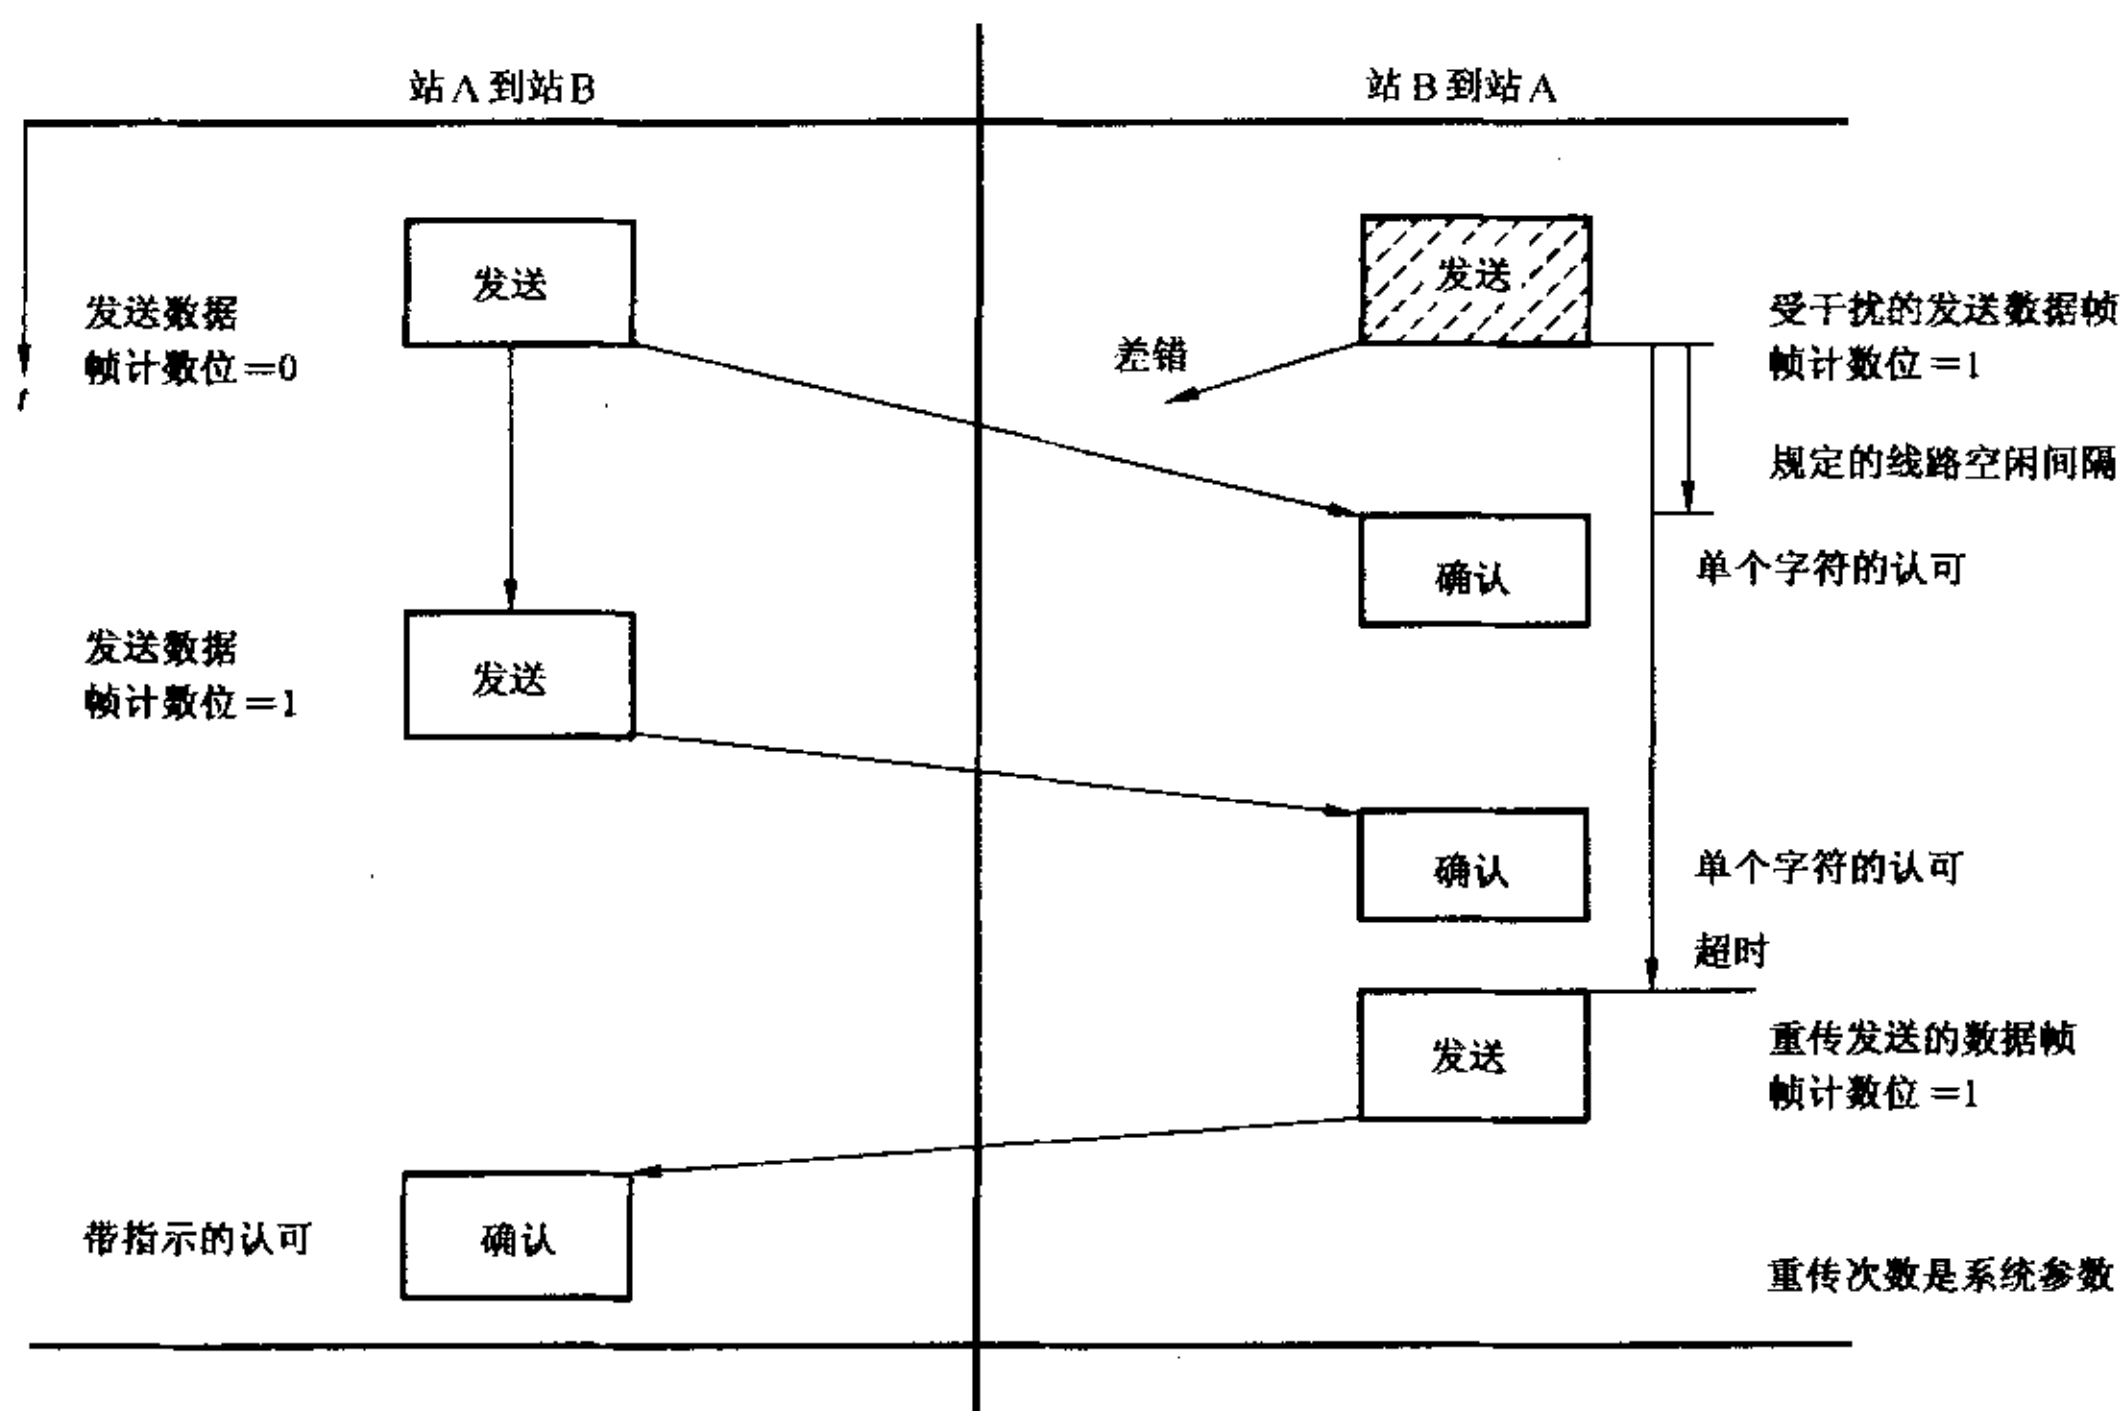 站A到站B
站B到站A
发送
发送
发送数据
帧计数位=0
t
差错
受干扰的发送数据帧
帧计数位=1
规定的线路空闲间隔
确认
单个字符的认可
发送数据
帧计数位=1
发送
确认
单个字符的认可
超时
发送
重传发送的数据帧
帧计数位=1
带指示的认可
确认
重传次数是系统参数